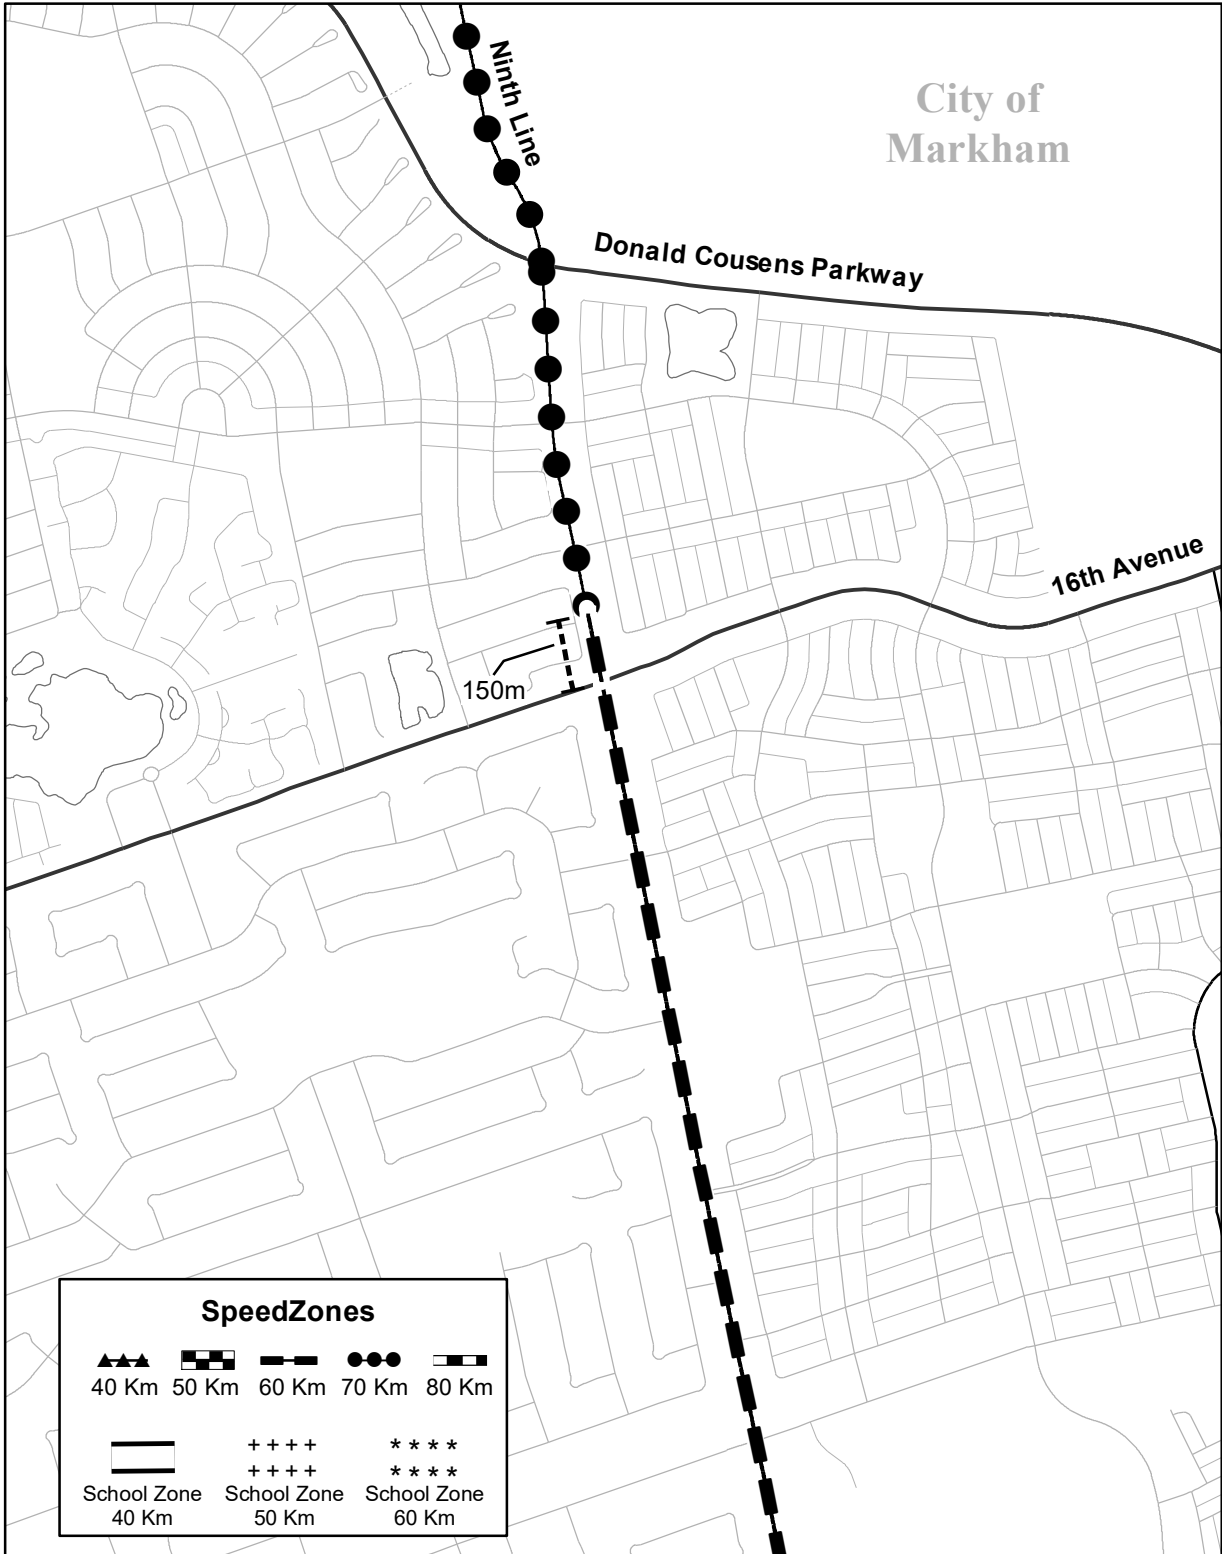 Ninth Line
City of
Markham
Donald Cousens Parkway
16th Avenue
150m
SpeedZones
40 Km 50 Km 60 Km 70 Km 80 Km
School Zone School Zone School Zone
40 Km 50 Km 60 Km